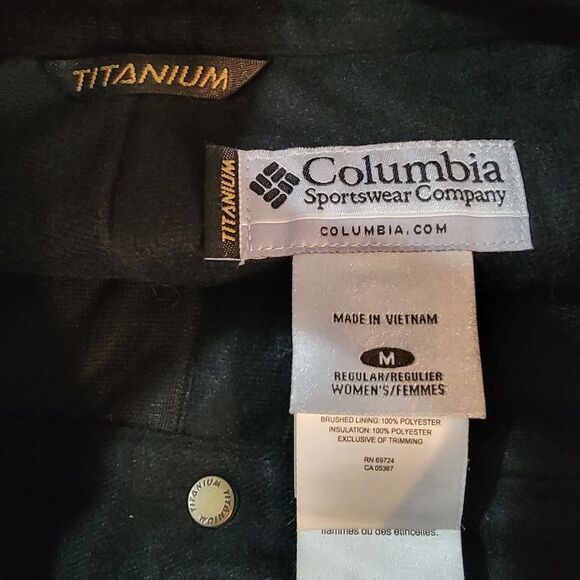 TITANIUM
TITANIUM
Columbia
Sportswear Company
COLUMBIA.COM
MADE IN VIETNAM
M
REGULAR/REGULIER
WOMEN'S/FEMMES
BRUSHED LINING: 100% POLYESTER
INSULATION: 100% POLYESTER
EXCLUSIVE OF TRIMMING
RN 69724
CA 05367
TITANIUM TITANIUM
flammes ou des étincelles.